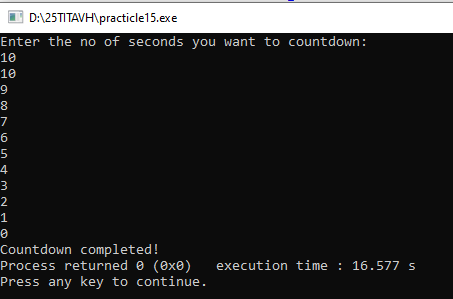 D:\25TITAVH\practicle15.exe
Enter the no of seconds you want to countdown:
10
10
9
8
7
6
5
4
3
2
1
0
Countdown completed!
Process returned 0 (0x0)   execution time : 16.577 s
Press any key to continue.